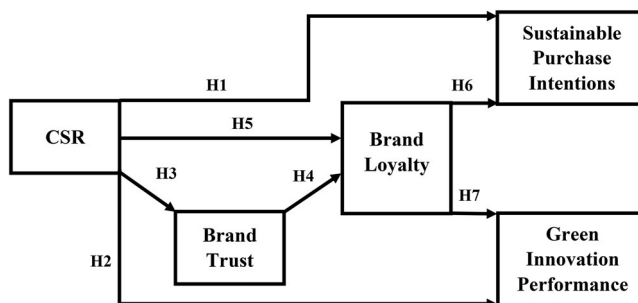 Sustainable
Purchase
Intentions
H1
H6
CSR
H5
Brand
Loyalty
H3
H4
H7
Brand
Trust
H2
Green
Innovation
Performance